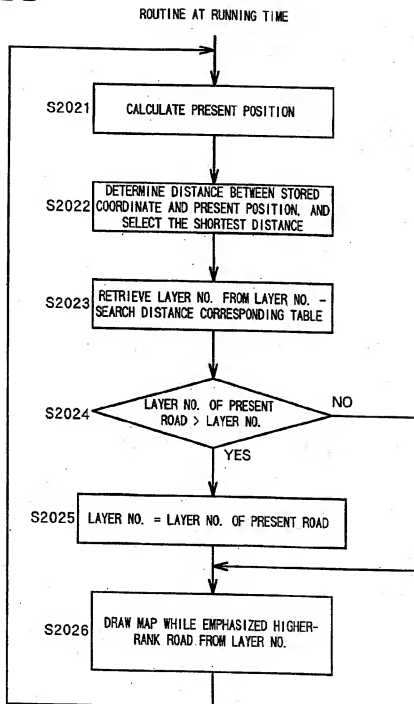 ROUTINE AT RUNNING TIME
S2021
CALCULATE PRESENT POSITION
S2022
DETERMINE DISTANCE BETWEEN STORED
COORDINATE AND PRESENT POSITION, AND
SELECT THE SHORTEST DISTANCE
S2023
RETRIEVE LAYER NO. FROM LAYER NO. -
SEARCH DISTANCE CORRESPONDING TABLE
S2024
LAYER NO. OF PRESENT
ROAD > LAYER NO.
NO
YES
S2025
LAYER NO. = LAYER NO. OF PRESENT ROAD
S2026
DRAW MAP WHILE EMPHASIZED HIGHER-
RANK ROAD FROM LAYER NO.